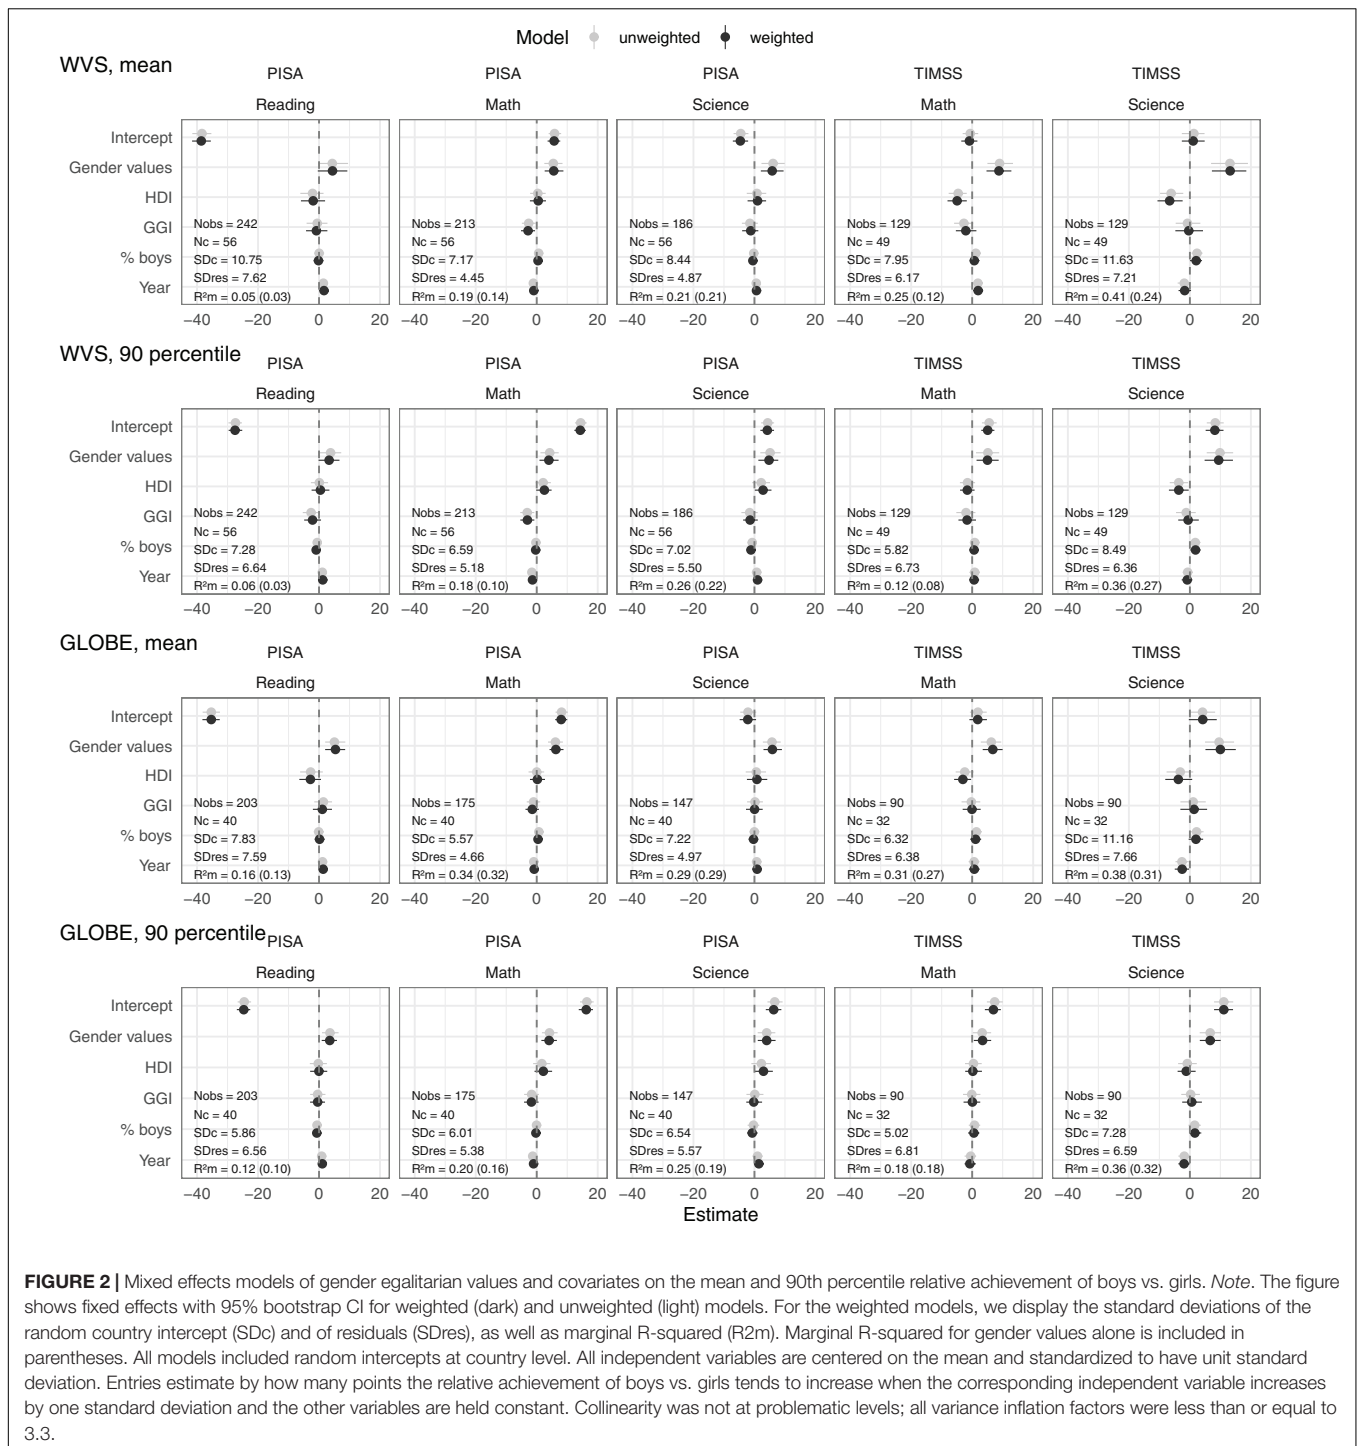 Model unweighted weighted
WVS, mean
PISA PISA PISA TIMSS TIMSS
Reading Math Science Math Science
Intercept
Gender values
HDI
GGI
% boys
Year
Nobs = 242
Nc = 56
SDc = 10.75
SDres = 7.62
R²m = 0.05 (0.03)
Nobs = 213
Nc = 56
SDc = 7.17
SDres = 4.45
R²m = 0.19 (0.14)
Nobs = 186
Nc = 56
SDc = 8.44
SDres = 4.87
R²m = 0.21 (0.21)
Nobs = 129
Nc = 49
SDc = 7.95
SDres = 6.17
R²m = 0.25 (0.12)
Nobs = 129
Nc = 49
SDc = 11.63
SDres = 7.21
R²m = 0.41 (0.24)
−40 −20 0 20 −40 −20 0 20 −40 −20 0 20 −40 −20 0 20 −40 −20 0 20
WVS, 90 percentile
PISA PISA PISA TIMSS TIMSS
Reading Math Science Math Science
Intercept
Gender values
HDI
GGI
% boys
Year
Nobs = 242
Nc = 56
SDc = 7.28
SDres = 6.64
R²m = 0.06 (0.03)
Nobs = 213
Nc = 56
SDc = 6.59
SDres = 5.18
R²m = 0.18 (0.10)
Nobs = 186
Nc = 56
SDc = 7.02
SDres = 5.50
R²m = 0.26 (0.22)
Nobs = 129
Nc = 49
SDc = 5.82
SDres = 6.73
R²m = 0.12 (0.08)
Nobs = 129
Nc = 49
SDc = 8.49
SDres = 6.36
R²m = 0.36 (0.27)
−40 −20 0 20 −40 −20 0 20 −40 −20 0 20 −40 −20 0 20 −40 −20 0 20
GLOBE, mean
PISA PISA PISA TIMSS TIMSS
Reading Math Science Math Science
Intercept
Gender values
HDI
GGI
% boys
Year
Nobs = 203
Nc = 40
SDc = 7.83
SDres = 7.59
R²m = 0.16 (0.13)
Nobs = 175
Nc = 40
SDc = 5.57
SDres = 4.66
R²m = 0.34 (0.32)
Nobs = 147
Nc = 40
SDc = 7.22
SDres = 4.97
R²m = 0.29 (0.29)
Nobs = 90
Nc = 32
SDc = 6.32
SDres = 6.38
R²m = 0.31 (0.27)
Nobs = 90
Nc = 32
SDc = 11.16
SDres = 7.66
R²m = 0.38 (0.31)
−40 −20 0 20 −40 −20 0 20 −40 −20 0 20 −40 −20 0 20 −40 −20 0 20
GLOBE, 90 percentile
PISA PISA PISA TIMSS TIMSS
Reading Math Science Math Science
Intercept
Gender values
HDI
GGI
% boys
Year
Nobs = 203
Nc = 40
SDc = 5.86
SDres = 6.56
R²m = 0.12 (0.10)
Nobs = 175
Nc = 40
SDc = 6.01
SDres = 5.38
R²m = 0.20 (0.16)
Nobs = 147
Nc = 40
SDc = 6.54
SDres = 5.57
R²m = 0.25 (0.19)
Nobs = 90
Nc = 32
SDc = 5.02
SDres = 6.81
R²m = 0.18 (0.18)
Nobs = 90
Nc = 32
SDc = 7.28
SDres = 6.59
R²m = 0.36 (0.32)
−40 −20 0 20 −40 −20 0 20 −40 −20 0 20 −40 −20 0 20 −40 −20 0 20
Estimate
FIGURE 2 | Mixed effects models of gender egalitarian values and covariates on the mean and 90th percentile relative achievement of boys vs. girls. Note. The figure
shows fixed effects with 95% bootstrap CI for weighted (dark) and unweighted (light) models. For the weighted models, we display the standard deviations of the
random country intercept (SDc) and of residuals (SDres), as well as marginal R-squared (R2m). Marginal R-squared for gender values alone is included in
parentheses. All models included random intercepts at country level. All independent variables are centered on the mean and standardized to have unit standard
deviation. Entries estimate by how many points the relative achievement of boys vs. girls tends to increase when the corresponding independent variable increases
by one standard deviation and the other variables are held constant. Collinearity was not at problematic levels; all variance inflation factors were less than or equal to
3.3.